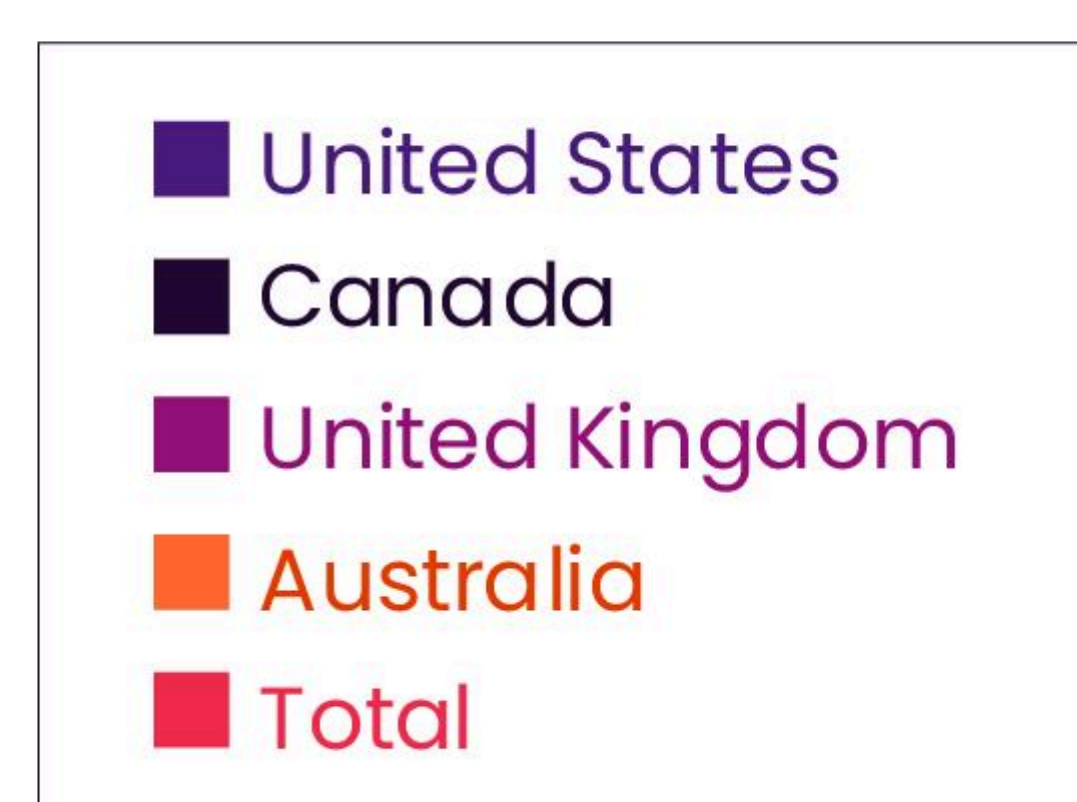 United States
Canada
United Kingdom
Australia
Total